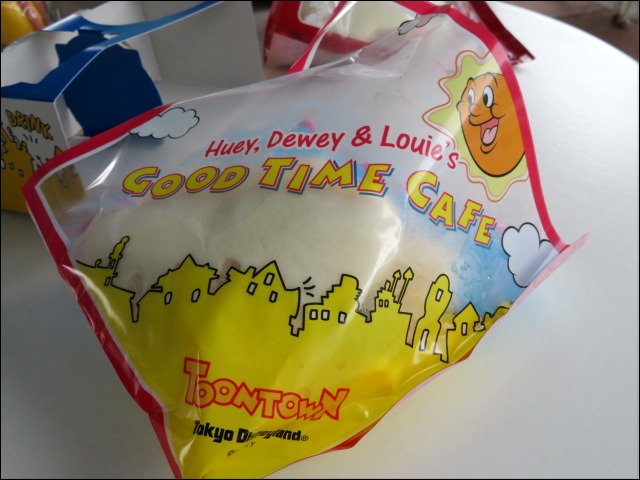 DRINK
Huey, Dewey & Louie's
GOOD TIME CAFE
TOONTOWN
Tokyo Disneyland®